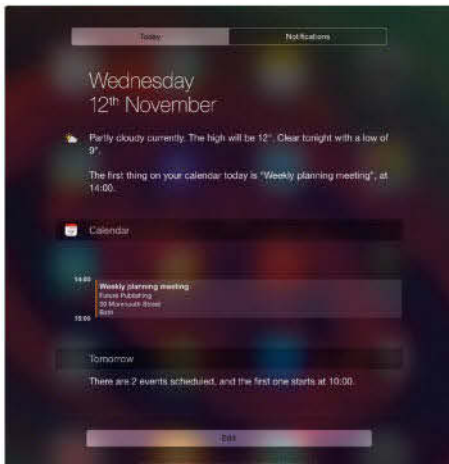 Today
Notifications
Wednesday
12th November
Partly cloudy currently. The high will be 12°. Clear tonight with a low of
9°.
The first thing on your calendar today is "Weekly planning meeting", at
14:00.
Calendar
14:00
Weekly planning meeting
Future Publishing
30 Monmouth Street
Bath
15:00
Tomorrow
There are 2 events scheduled, and the first one starts at 10:00.
Edit